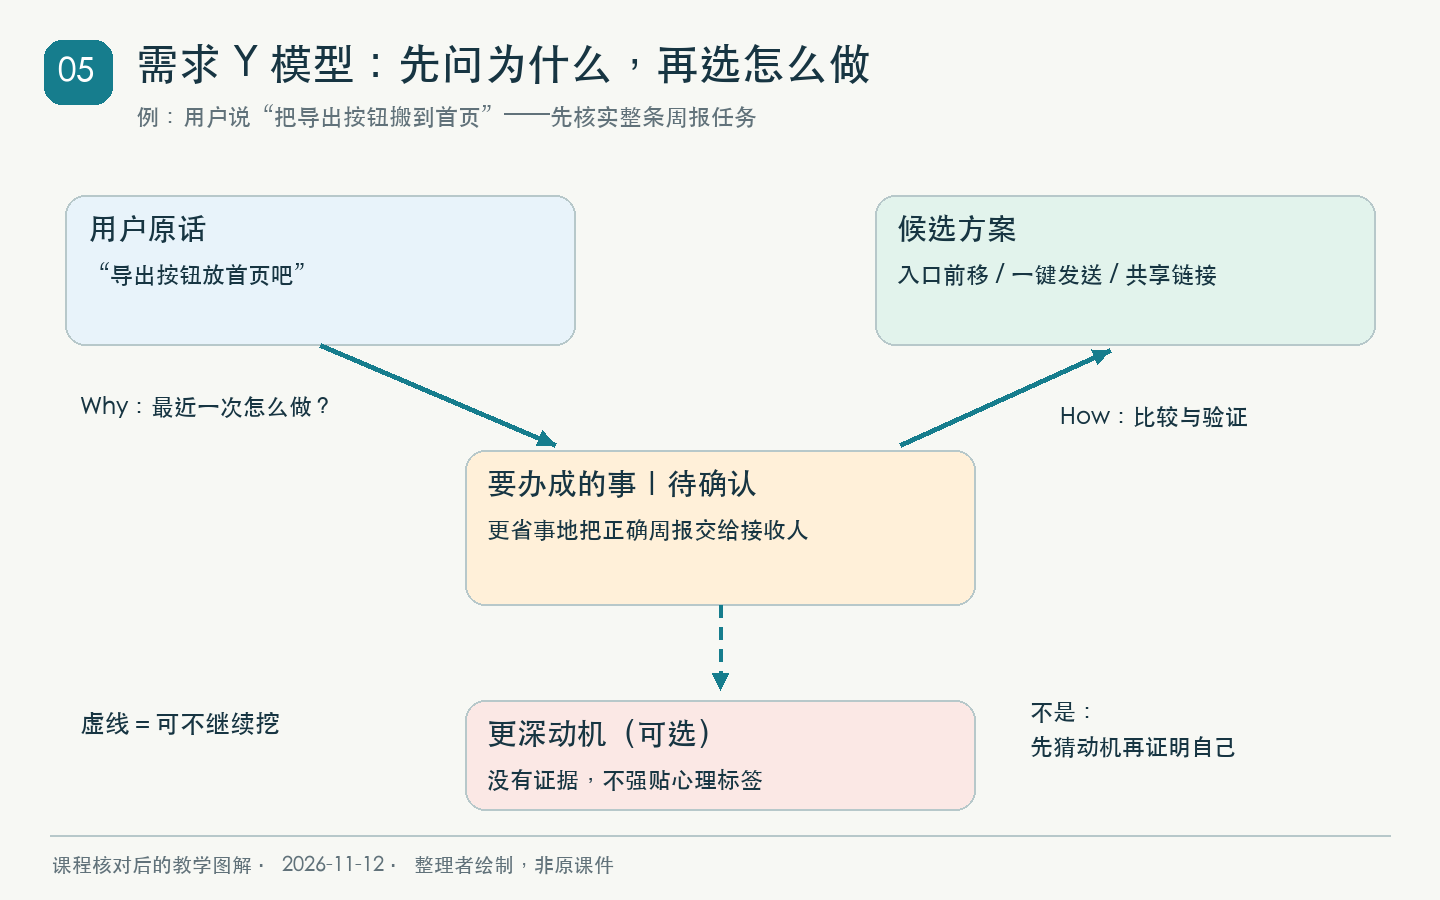 05
需求 Y 模型：先问为什么，再选怎么做
例：用户说“把导出按钮搬到首页”——先核实整条周报任务
用户原话
“导出按钮放首页吧”
候选方案
入口前移 / 一键发送 / 共享链接
Why：最近一次怎么做？
How：比较与验证
要办成的事｜待确认
更省事地把正确周报交给接收人
虚线＝可不继续挖
更深动机（可选）
没有证据，不强贴心理标签
不是：
先猜动机再证明自己
课程核对后的教学图解· 2026-11-12· 整理者绘制，非原课件